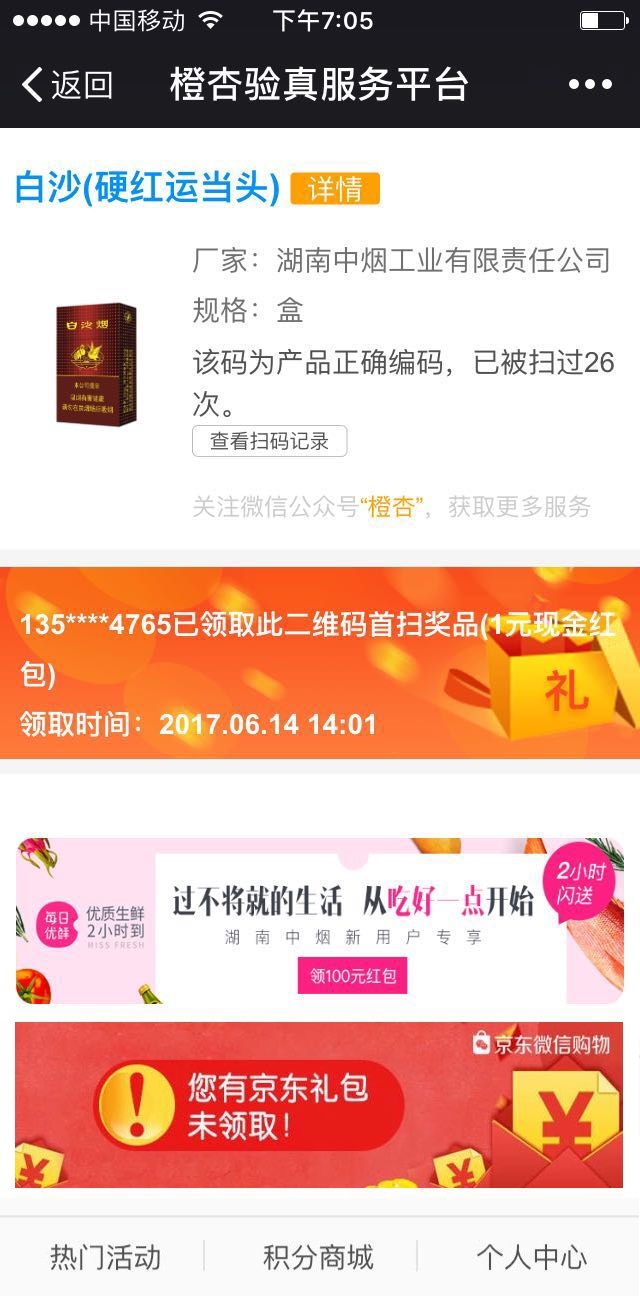 中国移动 下午7:05
返回 橙杏验真服务平台
白沙(硬红运当头) 详情
厂家：湖南中烟工业有限责任公司
规格：盒
白沙烟
该码为产品正确编码，已被扫过26
次。
查看扫码记录
关注微信公众号“橙杏”，获取更多服务
135****4765已领取此二维码首扫奖品(1元现金红
包)
礼
领取时间：2017.06.14 14:01
2小时
闪送
过不将就的生活 从吃好一点开始
每日
优鲜
优质生鲜
2小时到
MISS FRESH
湖南中烟新用户专享
领100元红包
京东微信购物
您有京东礼包
未领取！
热门活动 积分商城 个人中心